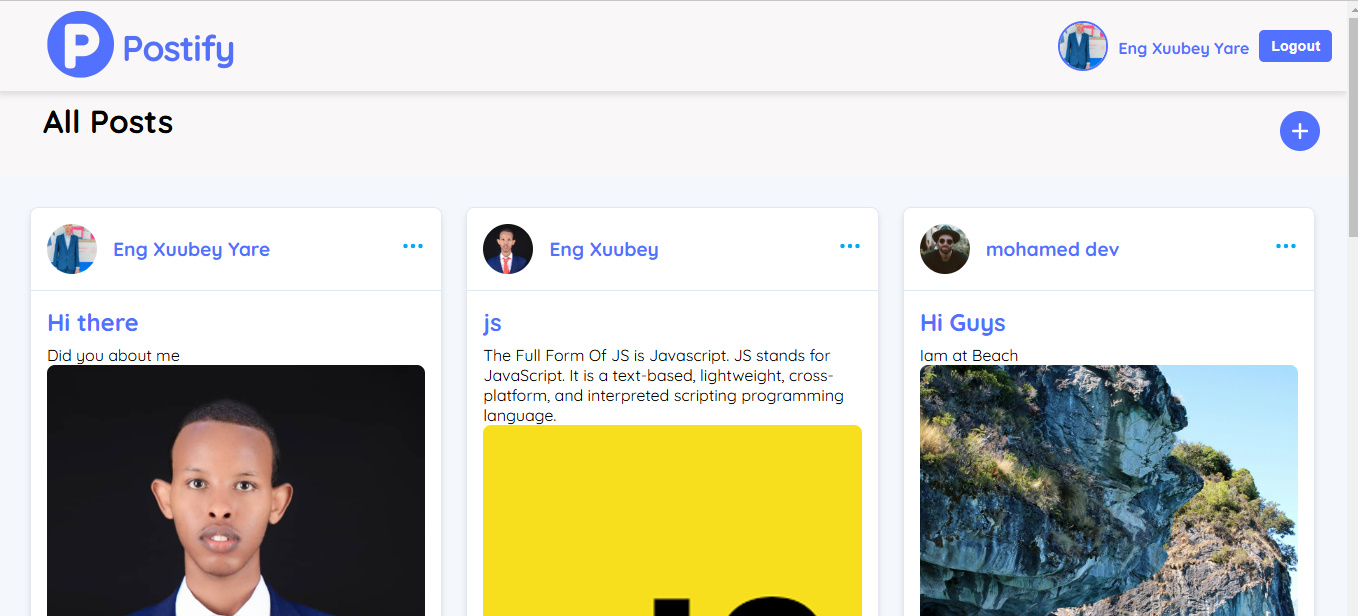 Postify
Eng Xuubey Yare
Logout
All Posts
Eng Xuubey Yare
Hi there
Did you about me
Eng Xuubey
js
The Full Form Of JS is Javascript. JS stands for
JavaScript. It is a text-based, lightweight, cross-
platform, and interpreted scripting programming
language.
mohamed dev
Hi Guys
Iam at Beach